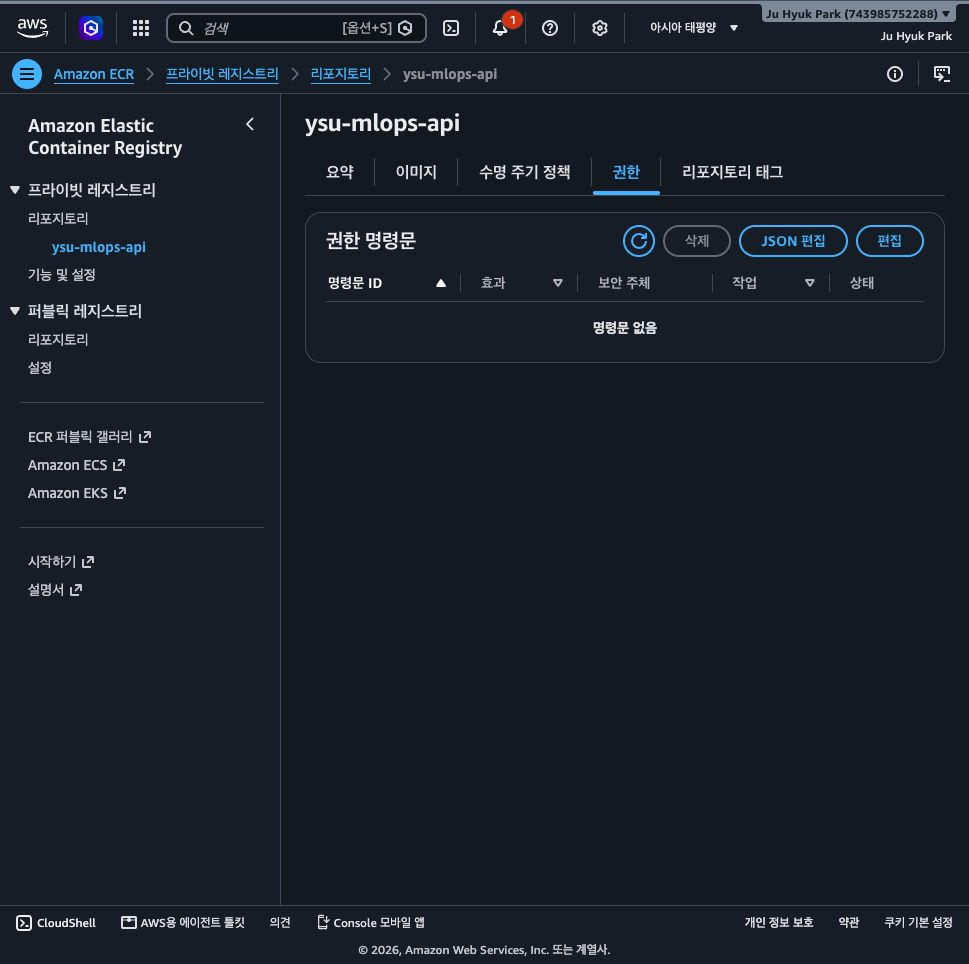 aws
검색
[옵션+S]
1
아시아 태평양
Ju Hyuk Park (743985752288)
Ju Hyuk Park
Amazon ECR
프라이빗 레지스트리
리포지토리
ysu-mlops-api
Amazon Elastic
Container Registry
프라이빗 레지스트리
리포지토리
ysu-mlops-api
기능 및 설정
퍼블릭 레지스트리
리포지토리
설정
ECR 퍼블릭 갤러리
Amazon ECS
Amazon EKS
시작하기
설명서
ysu-mlops-api
요약 이미지 수명 주기 정책 권한 리포지토리 태그
권한 명령문
삭제 JSON 편집 편집
명령문 ID 효과 보안 주체 작업 상태
명령문 없음
CloudShell AWS용 에이전트 툴킷 의견 Console 모바일 앱 개인 정보 보호 약관 쿠키 기본 설정
© 2026, Amazon Web Services, Inc. 또는 계열사.